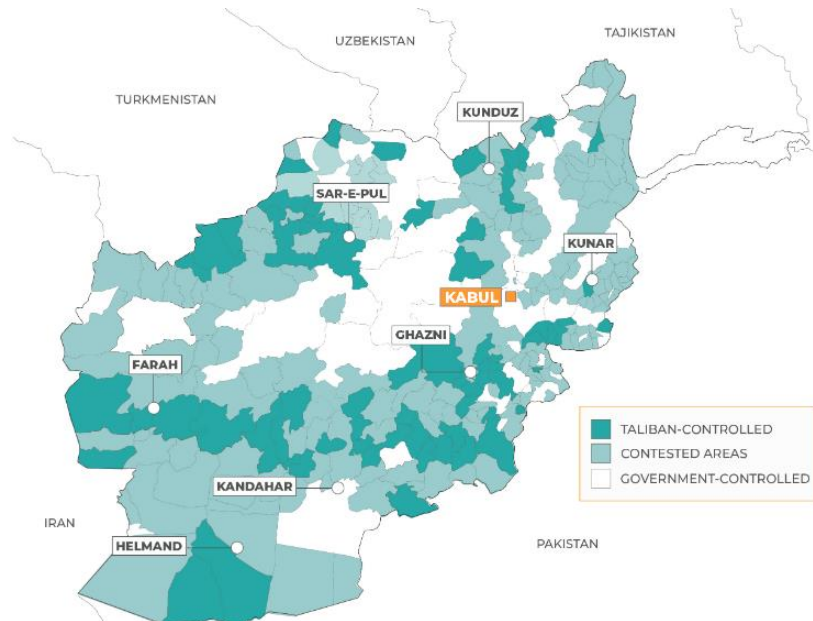 UZBEKISTAN
TAJIKISTAN
TURKMENISTAN
KUNDUZ
SAR-E-PUL
KUNAR
KABUL
GHAZNI
FARAH
TALIBAN-CONTROLLED
CONTESTED AREAS
GOVERNMENT-CONTROLLED
KANDAHAR
IRAN
HELMAND
PAKISTAN